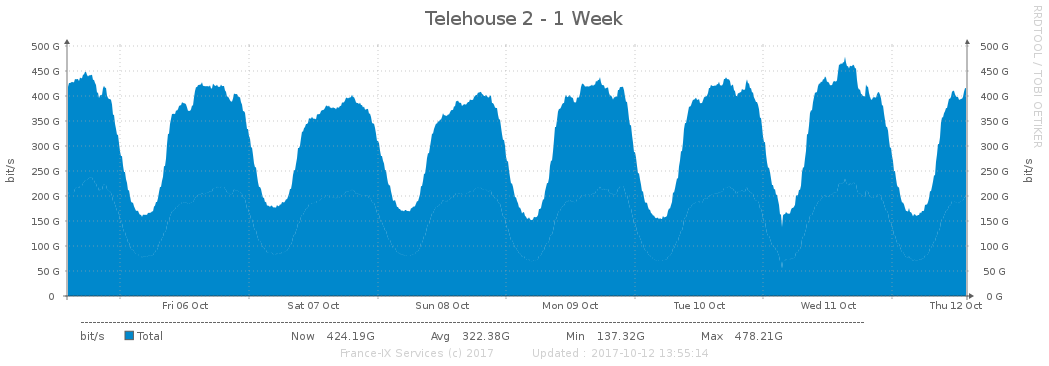 Telehouse 2 - 1 Week
RRDTOOL / TOBI OETIKER
500 G 500 G
450 G 450 G
400 G 400 G
350 G 350 G
300 G 300 G
250 G 250 G
200 G 200 G
150 G 150 G
100 G 100 G
50 G 50 G
0 0 G
bit/s bit/s
Fri 06 Oct Sat 07 Oct Sun 08 Oct Mon 09 Oct Tue 10 Oct Wed 11 Oct Thu 12 Oct
bit/s Total Now 424.19G Avg 322.38G Min 137.32G Max 478.21G
France-IX Services (c) 2017 Updated : 2017-10-12 13:55:14